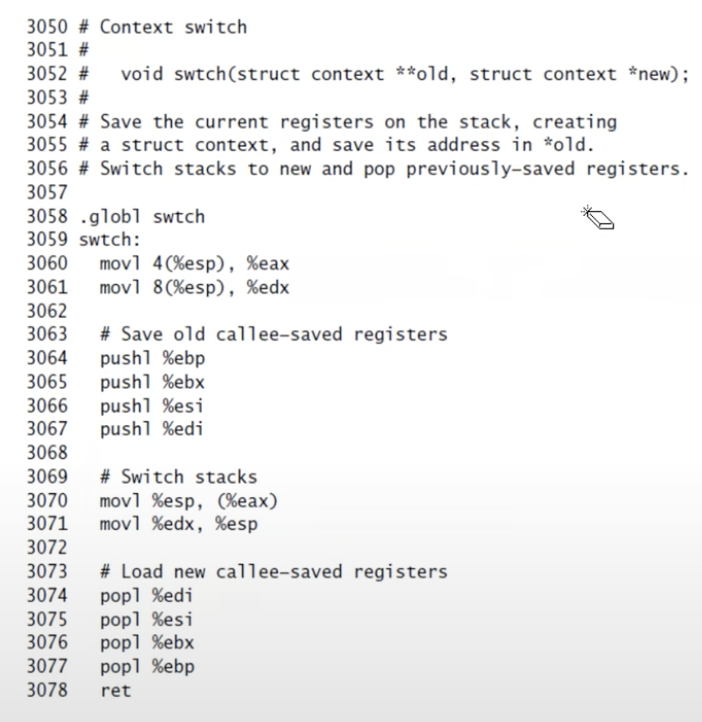 3050 # Context switch
3051 #
3052 #   void swtch(struct context **old, struct context *new);
3053 #
3054 # Save the current registers on the stack, creating
3055 # a struct context, and save its address in *old.
3056 # Switch stacks to new and pop previously-saved registers.
3057
3058 .globl swtch
3059 swtch:
3060   movl 4(%esp), %eax
3061   movl 8(%esp), %edx
3062
3063   # Save old callee-saved registers
3064   pushl %ebp
3065   pushl %ebx
3066   pushl %esi
3067   pushl %edi
3068
3069   # Switch stacks
3070   movl %esp, (%eax)
3071   movl %edx, %esp
3072
3073   # Load new callee-saved registers
3074   popl %edi
3075   popl %esi
3076   popl %ebx
3077   popl %ebp
3078   ret